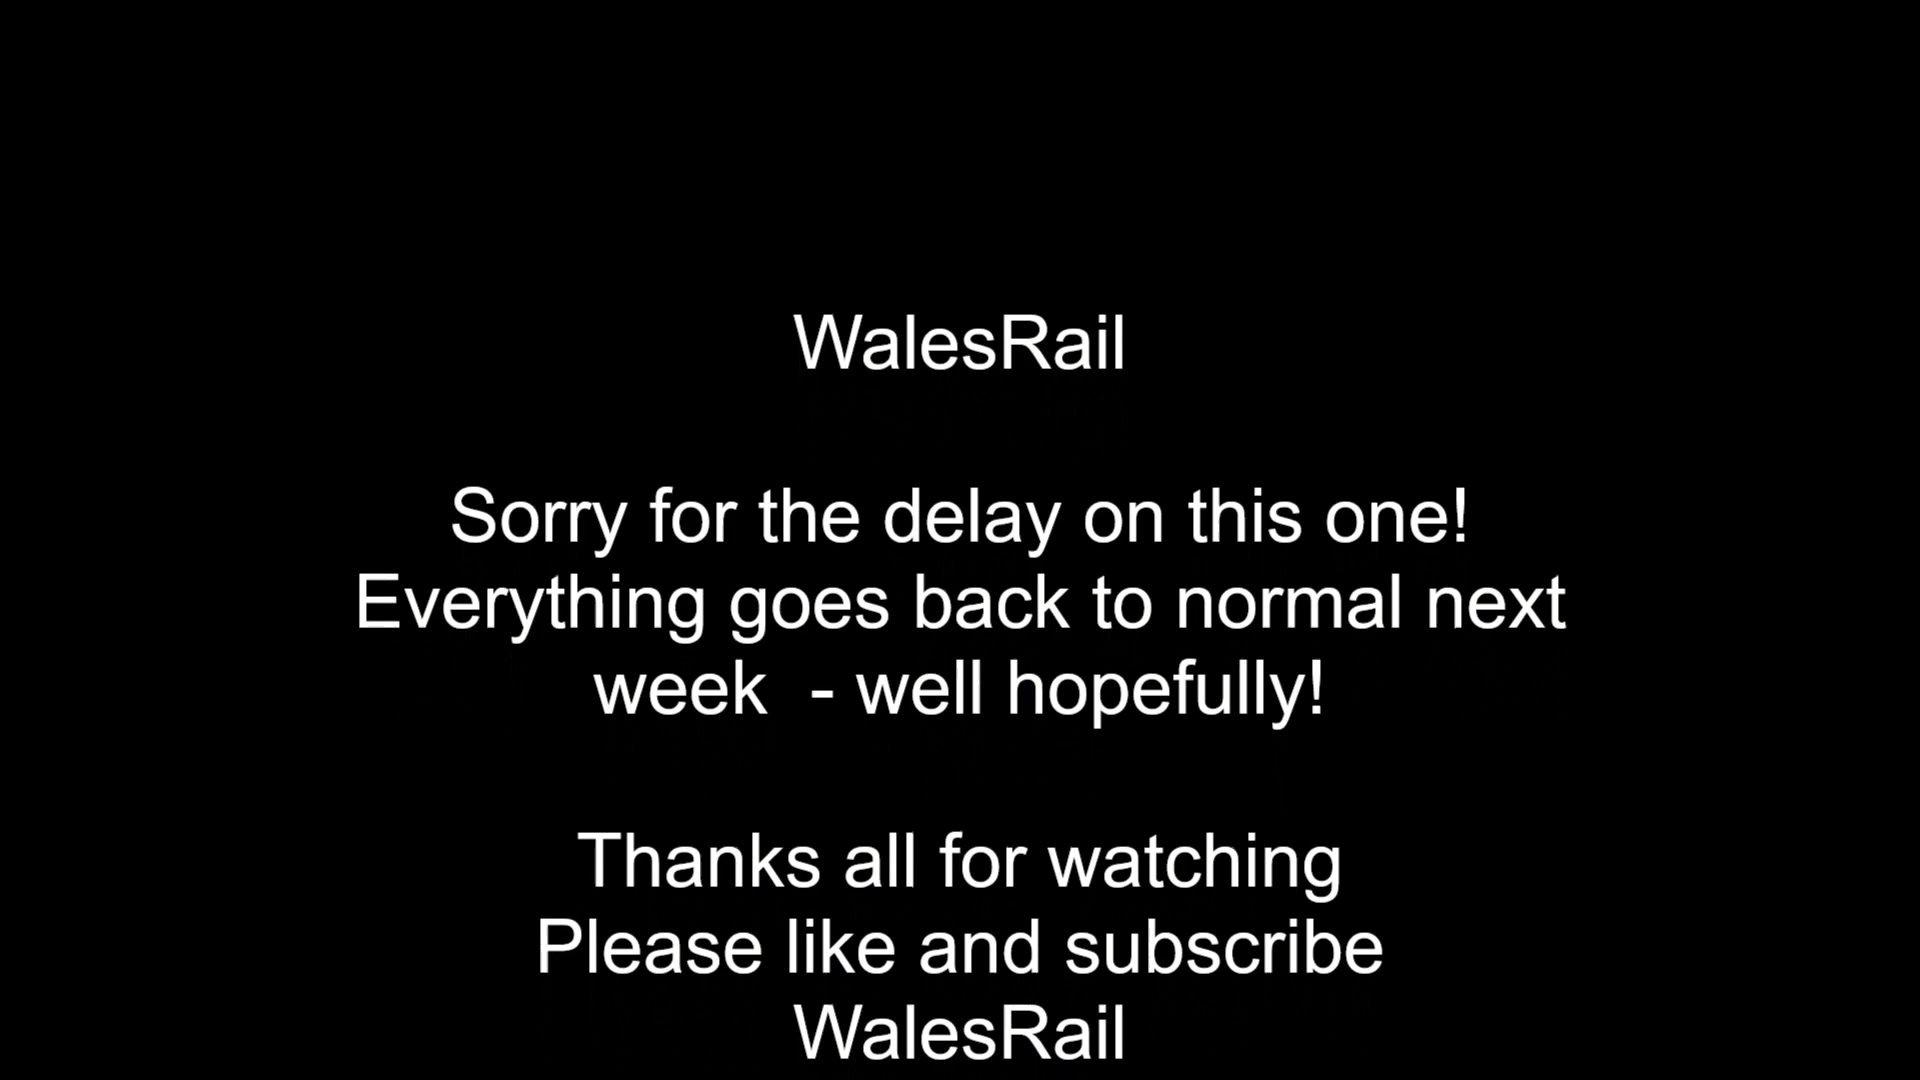 WalesRail
Sorry for the delay on this one!
Everything goes back to normal next
week  - well hopefully!
Thanks all for watching
Please like and subscribe
WalesRail